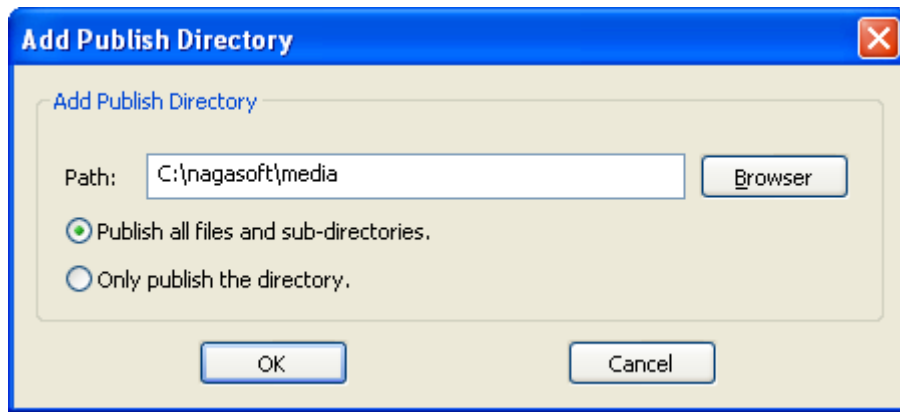 Add Publish Directory
Add Publish Directory
Path: C:\nagasoft\media Browser
Publish all files and sub-directories.
Only publish the directory.
OK Cancel